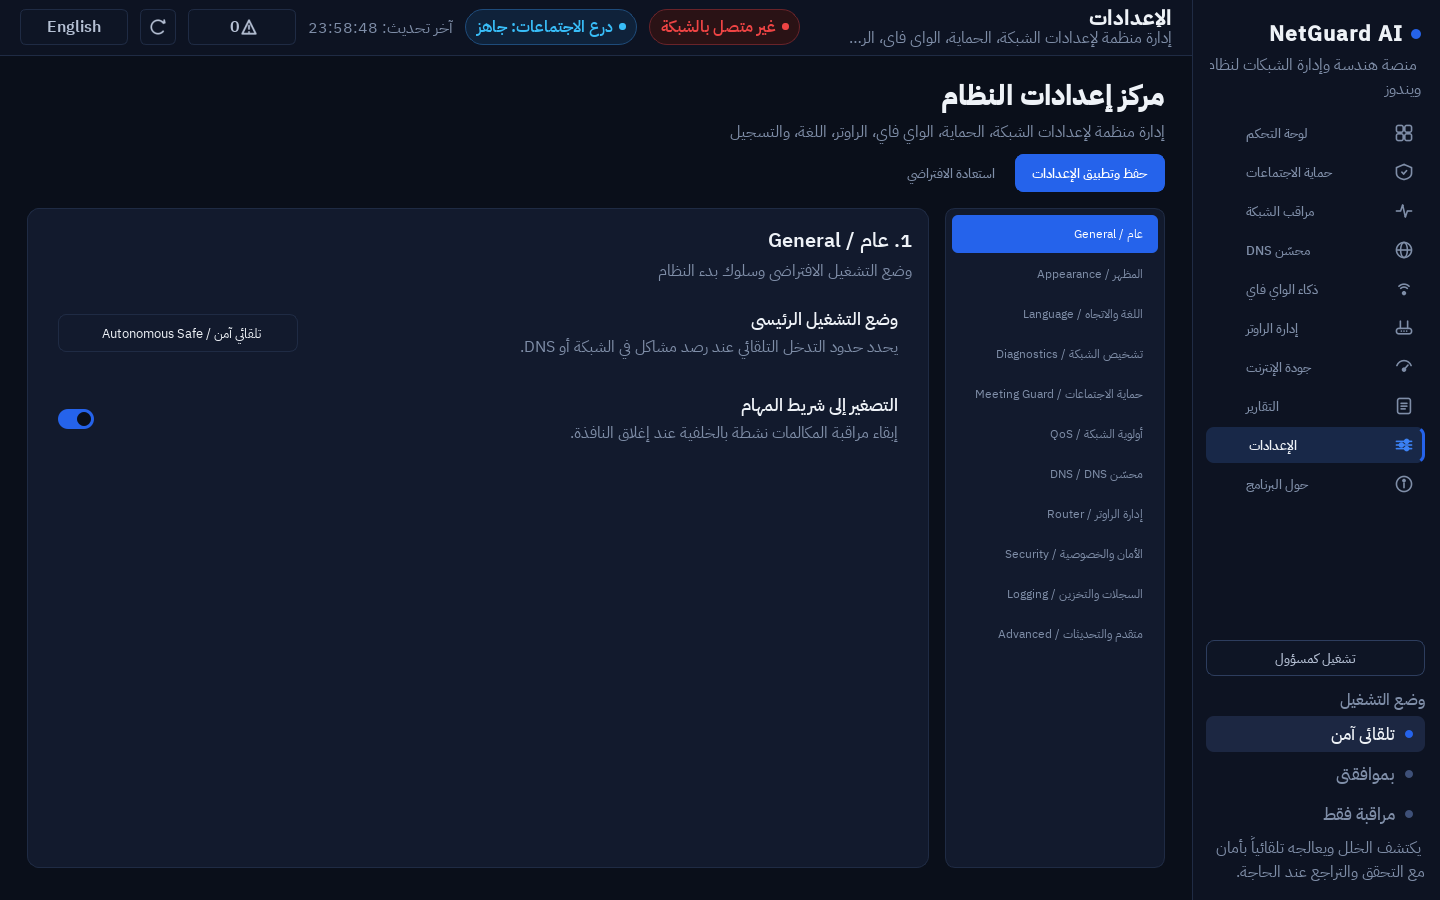 NetGuard AI
منصة هندسة وإدارة الشبكات لنظام
ويندوز
لوحة التحكم
حماية الاجتماعات
مراقب الشبكة
محسّن DNS
ذكاء الواي فاي
إدارة الراوتر
جودة الإنترنت
التقارير
الإعدادات
حول البرنامج
تشغيل كمسؤول
وضع التشغيل
تلقائي آمن
بموافقتي
مراقبة فقط
يكتشف الخلل ويعالجه تلقائياً بأمان
مع التحقق والتراجع عند الحاجة.
الإعدادات
إدارة منظمة لإعدادات الشبكة، الحماية، الواي فاي، الر...
غير متصل بالشبكة
درع الاجتماعات: جاهز
آخر تحديث: 23:58:48
0
English
مركز إعدادات النظام
إدارة منظمة لإعدادات الشبكة، الحماية، الواي فاي، الراوتر، اللغة، والتسجيل
حفظ وتطبيق الإعدادات
استعادة الافتراضي
عام / General
المظهر / Appearance
اللغة والاتجاه / Language
تشخيص الشبكة / Diagnostics
حماية الاجتماعات / Meeting Guard
أولوية الشبكة / QoS
محسّن DNS / DNS
إدارة الراوتر / Router
الأمان والخصوصية / Security
السجلات والتخزين / Logging
متقدم والتحديثات / Advanced
1. عام / General
وضع التشغيل الافتراضي وسلوك بدء النظام
وضع التشغيل الرئيسي
يحدد حدود التدخل التلقائي عند رصد مشاكل في الشبكة أو DNS.
تلقائي آمن / Autonomous Safe
التصغير إلى شريط المهام
إبقاء مراقبة المكالمات نشطة بالخلفية عند إغلاق النافذة.